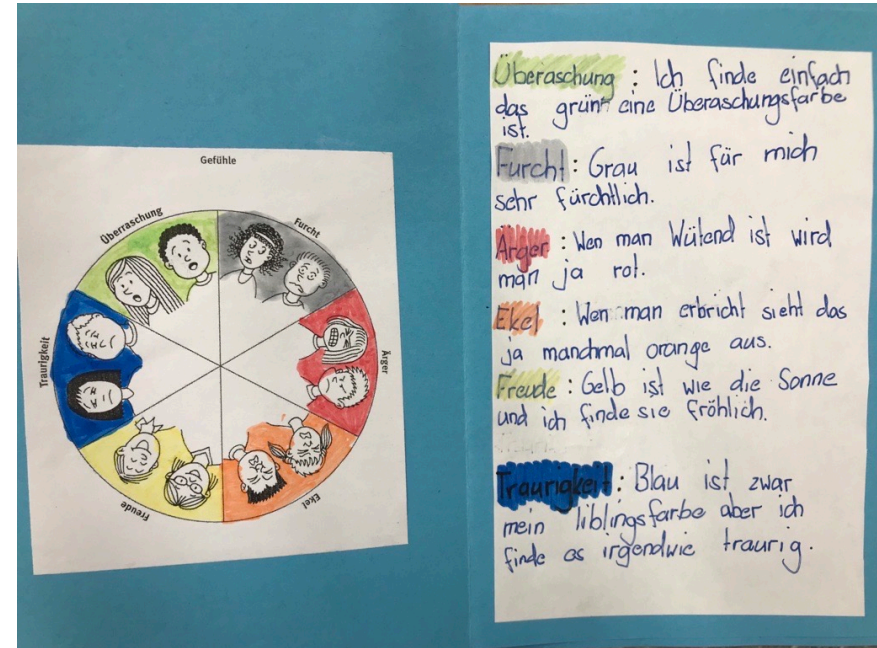 Gefühle
Überraschung
Furcht
Ärger
Ekel
Freude
Traurigkeit
Überaschung : Ich finde einfach
das grün eine Überaschungsfarbe
ist.
Furcht : Grau ist für mich
sehr fürchtlich.
Ärger : Wen man Wütend ist wird
man ja rot.
Ekel : Wen man erbricht sieht das
ja manchmal orange aus.
Freude : Gelb ist wie die Sonne
und ich finde sie fröhlich.
Traurigkeit : Blau ist zwar
mein liblingsfarbe aber ich
finde es irgendwie traurig.